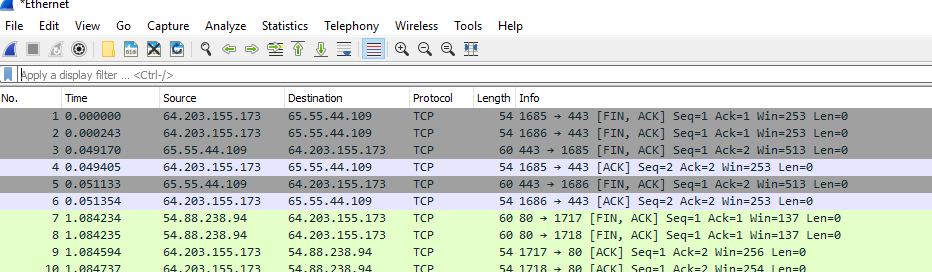 *Ethernet
File Edit View Go Capture Analyze Statistics Telephony Wireless Tools Help
Apply a display filter ... <Ctrl-/>
No. Time Source Destination Protocol Length Info
1 0.000000 64.203.155.173 65.55.44.109 TCP 54 1685 → 443 [FIN, ACK] Seq=1 Ack=1 Win=253 Len=0
2 0.000243 64.203.155.173 65.55.44.109 TCP 54 1686 → 443 [FIN, ACK] Seq=1 Ack=1 Win=253 Len=0
3 0.049170 65.55.44.109 64.203.155.173 TCP 60 443 → 1685 [FIN, ACK] Seq=1 Ack=2 Win=513 Len=0
4 0.049405 64.203.155.173 65.55.44.109 TCP 54 1685 → 443 [ACK] Seq=2 Ack=2 Win=253 Len=0
5 0.051133 65.55.44.109 64.203.155.173 TCP 60 443 → 1686 [FIN, ACK] Seq=1 Ack=2 Win=513 Len=0
6 0.051354 64.203.155.173 65.55.44.109 TCP 54 1686 → 443 [ACK] Seq=2 Ack=2 Win=253 Len=0
7 1.084234 54.88.238.94 64.203.155.173 TCP 60 80 → 1717 [FIN, ACK] Seq=1 Ack=1 Win=137 Len=0
8 1.084235 54.88.238.94 64.203.155.173 TCP 60 80 → 1718 [FIN, ACK] Seq=1 Ack=1 Win=137 Len=0
9 1.084594 64.203.155.173 54.88.238.94 TCP 54 1717 → 80 [ACK] Seq=1 Ack=2 Win=256 Len=0
10 1.084737 64.203.155.173 54.88.238.94 TCP 54 1718 → 80 [ACK] Seq=1 Ack=2 Win=254 Len=0